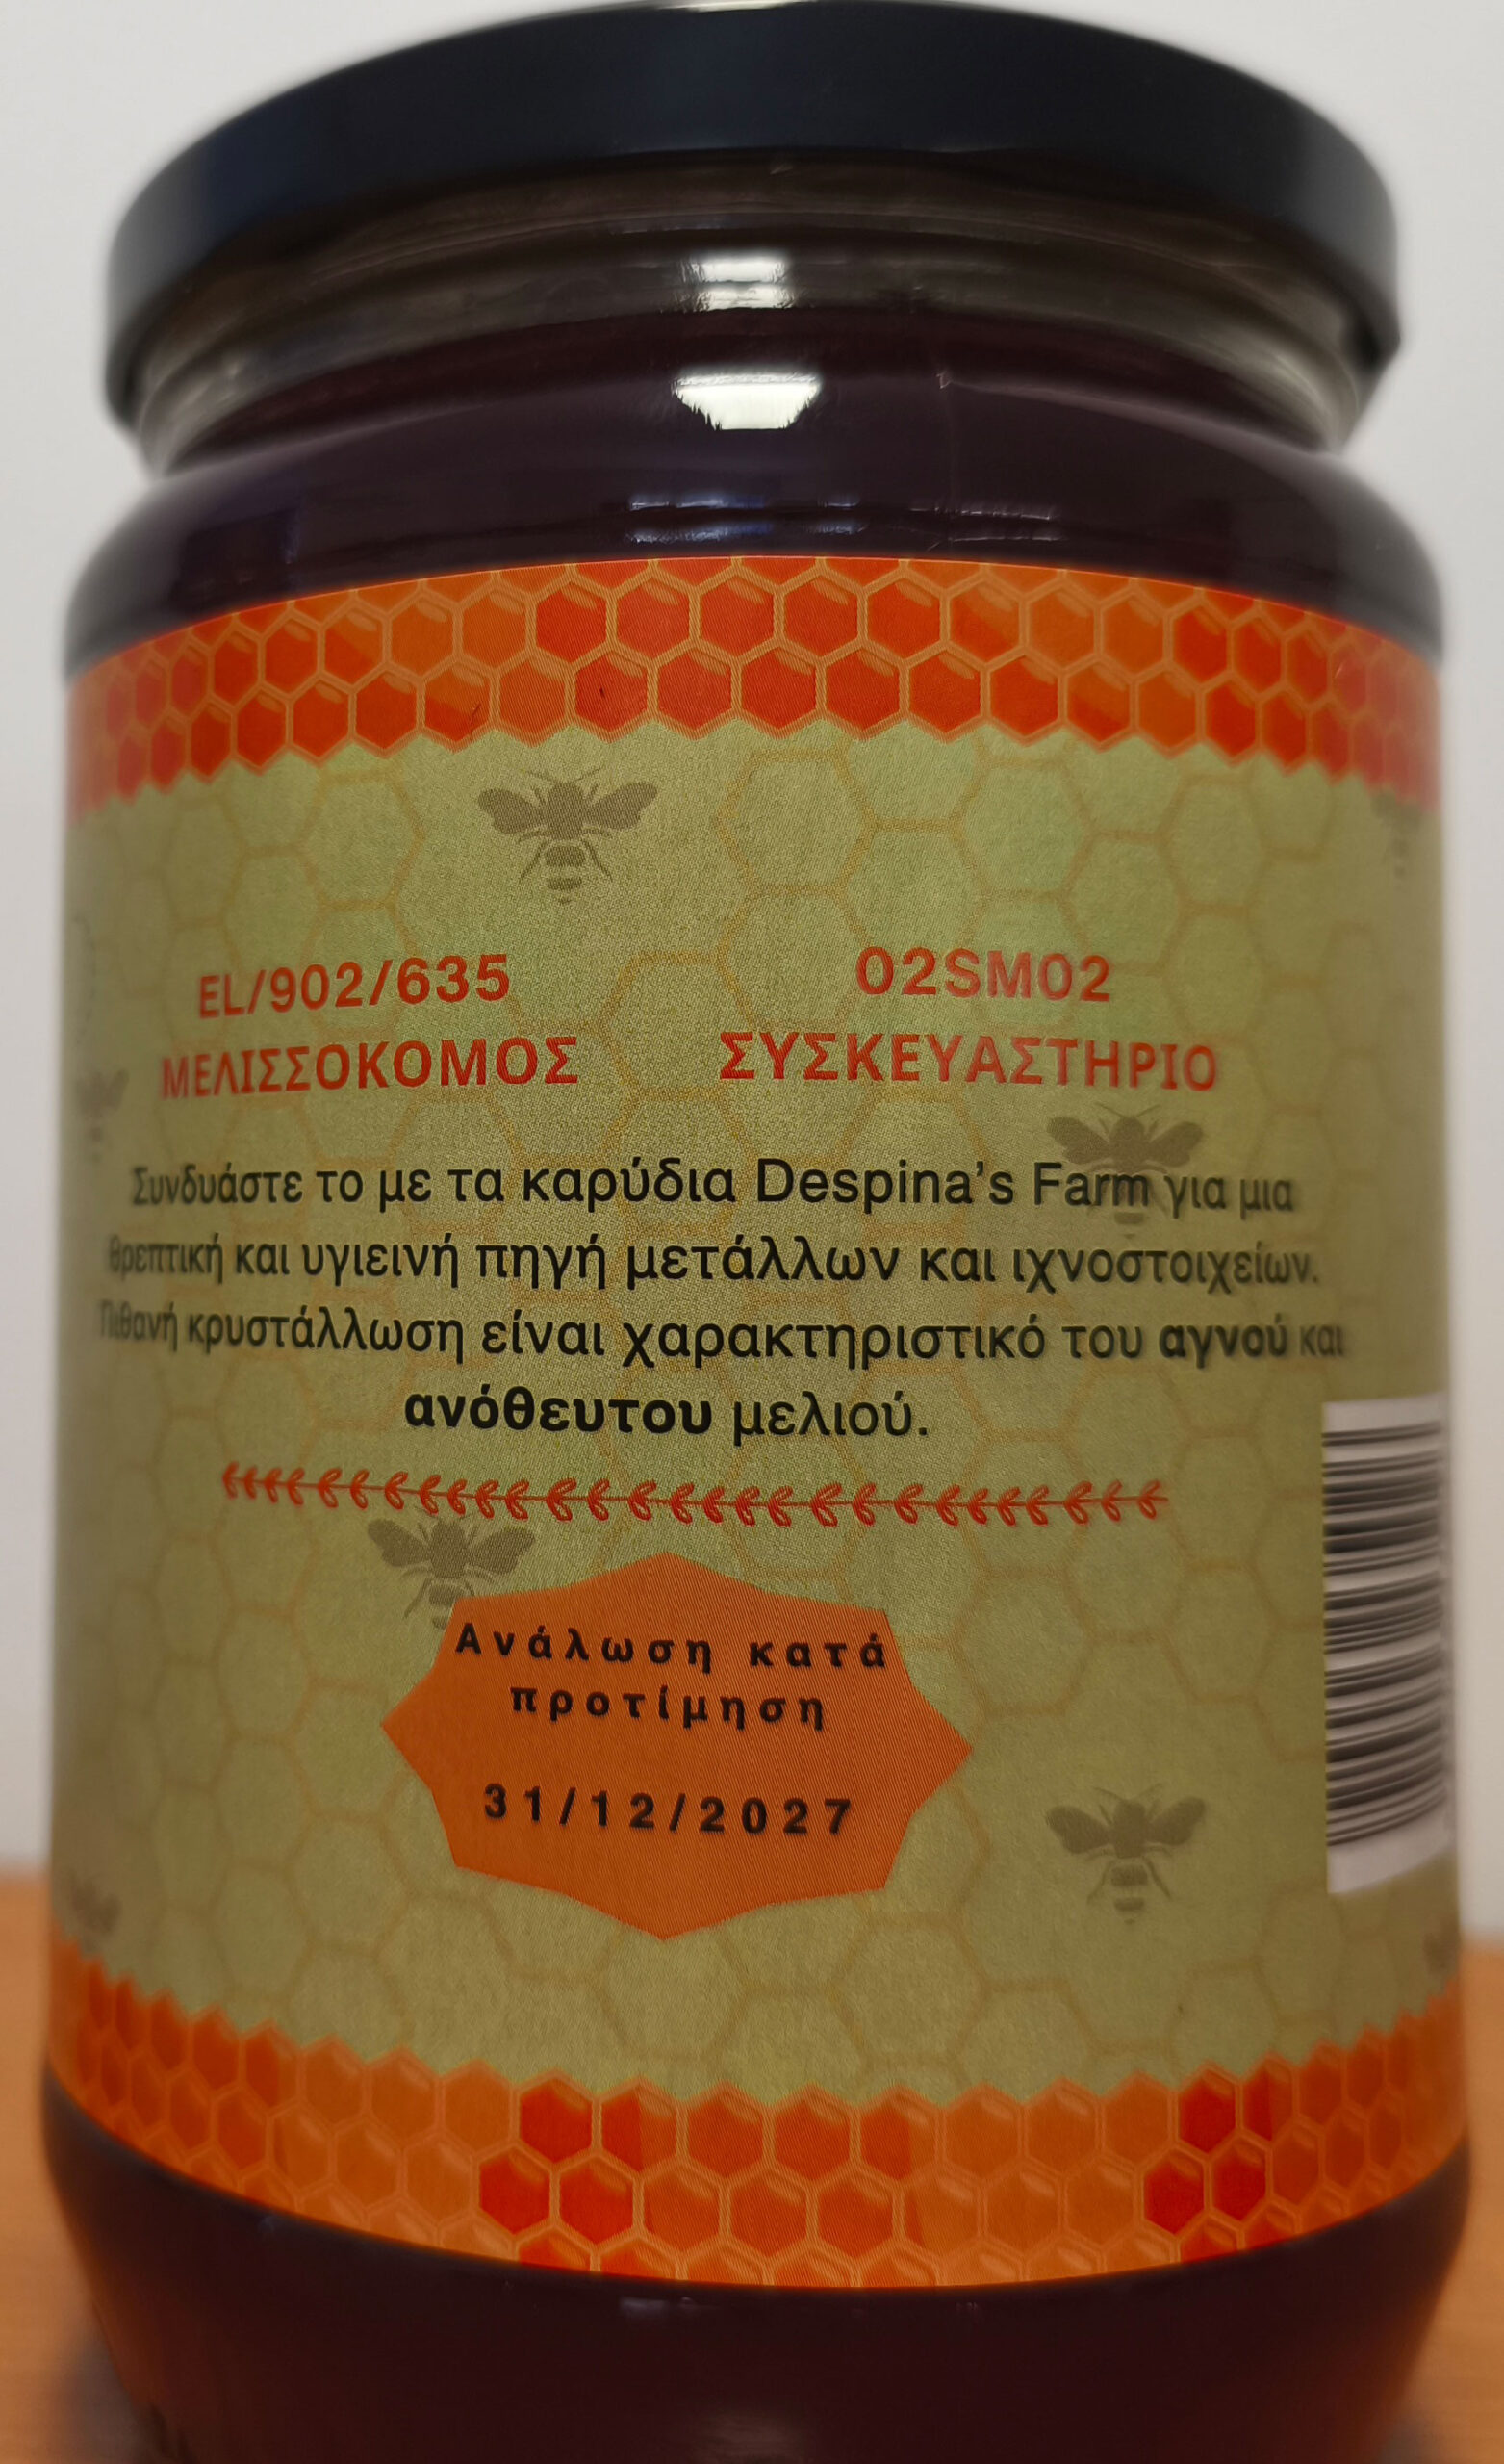 EL/902/635
ΜΕΛΙΣΣΟΚΟΜΟΣ
02SM02
ΣΥΣΚΕΥΑΣΤΗΡΙΟ
Συνδυάστε το με τα καρύδια Despina's Farm για μια
θρεπτική και υγιεινή πηγή μετάλλων και ιχνοστοιχείων.
Πιθανή κρυστάλλωση είναι χαρακτηριστικό του αγνού και
ανόθευτου μελιού.
Ανάλωση κατά
προτίμηση
31/12/2027